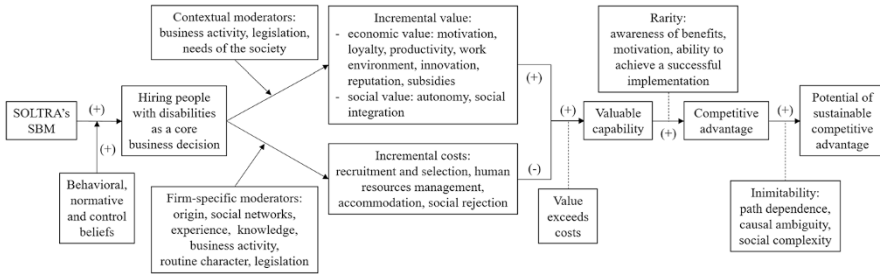 Contextual moderators:
business activity, legislation,
needs of the society
Incremental value:
- economic value: motivation,
loyalty, productivity, work
environment, innovation,
reputation, subsidies
- social value: autonomy, social
integration
Rarity:
awareness of benefits,
motivation, ability to
achieve a successful
implementation
SOLTRA's
SBM
(+)
(+)
Hiring people
with disabilities
as a core
business decision
(+)
(-)
(+)
Valuable
capability
(+)
Competitive
advantage
(+)
Potential of
sustainable
competitive
advantage
Behavioral,
normative
and control
beliefs
Firm-specific moderators:
origin, social networks,
experience, knowledge,
business activity,
routine character, legislation
Incremental costs:
recruitment and selection, human
resources management,
accommodation, social rejection
Value
exceeds
costs
Inimitability:
path dependence,
causal ambiguity,
social complexity